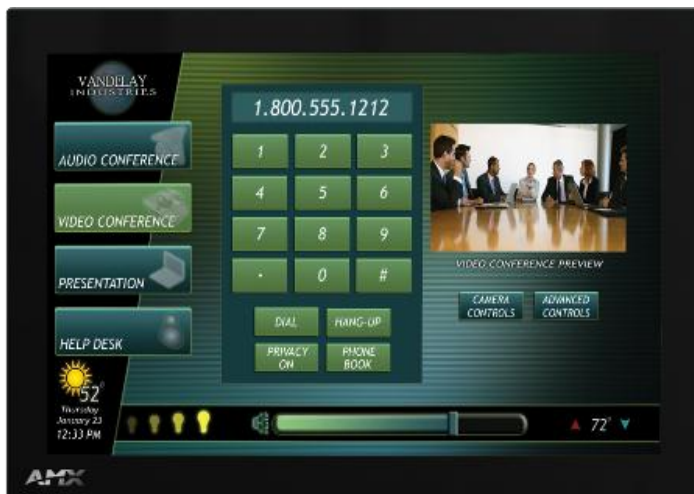 VANDELAY
INDUSTRIES
AUDIO CONFERENCE
VIDEO CONFERENCE
PRESENTATION
HELP DESK
52°
Thursday
January 23
12:33 PM
1.800.555.1212
1 2 3
4 5 6
7 8 9
· 0 #
DIAL HANG-UP
PRIVACY
ON
PHONE
BOOK
VIDEO CONFERENCE PREVIEW
CAMERA
CONTROLS
ADVANCED
CONTROLS
72°
AMX